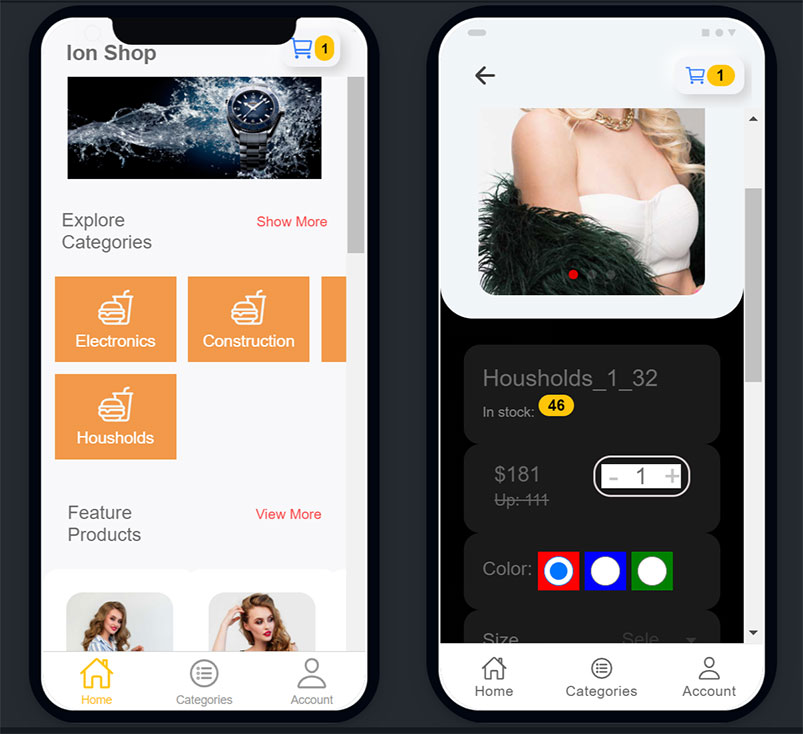 Ion Shop
1
Explore
Categories
Show More
Electronics
Construction
Housholds
Feature
Products
View More
Home
Categories
Account
1
Housholds_1_32
In stock: 46
$181
- 1 +
Up: 111
Color:
Size
Sele
Home
Categories
Account